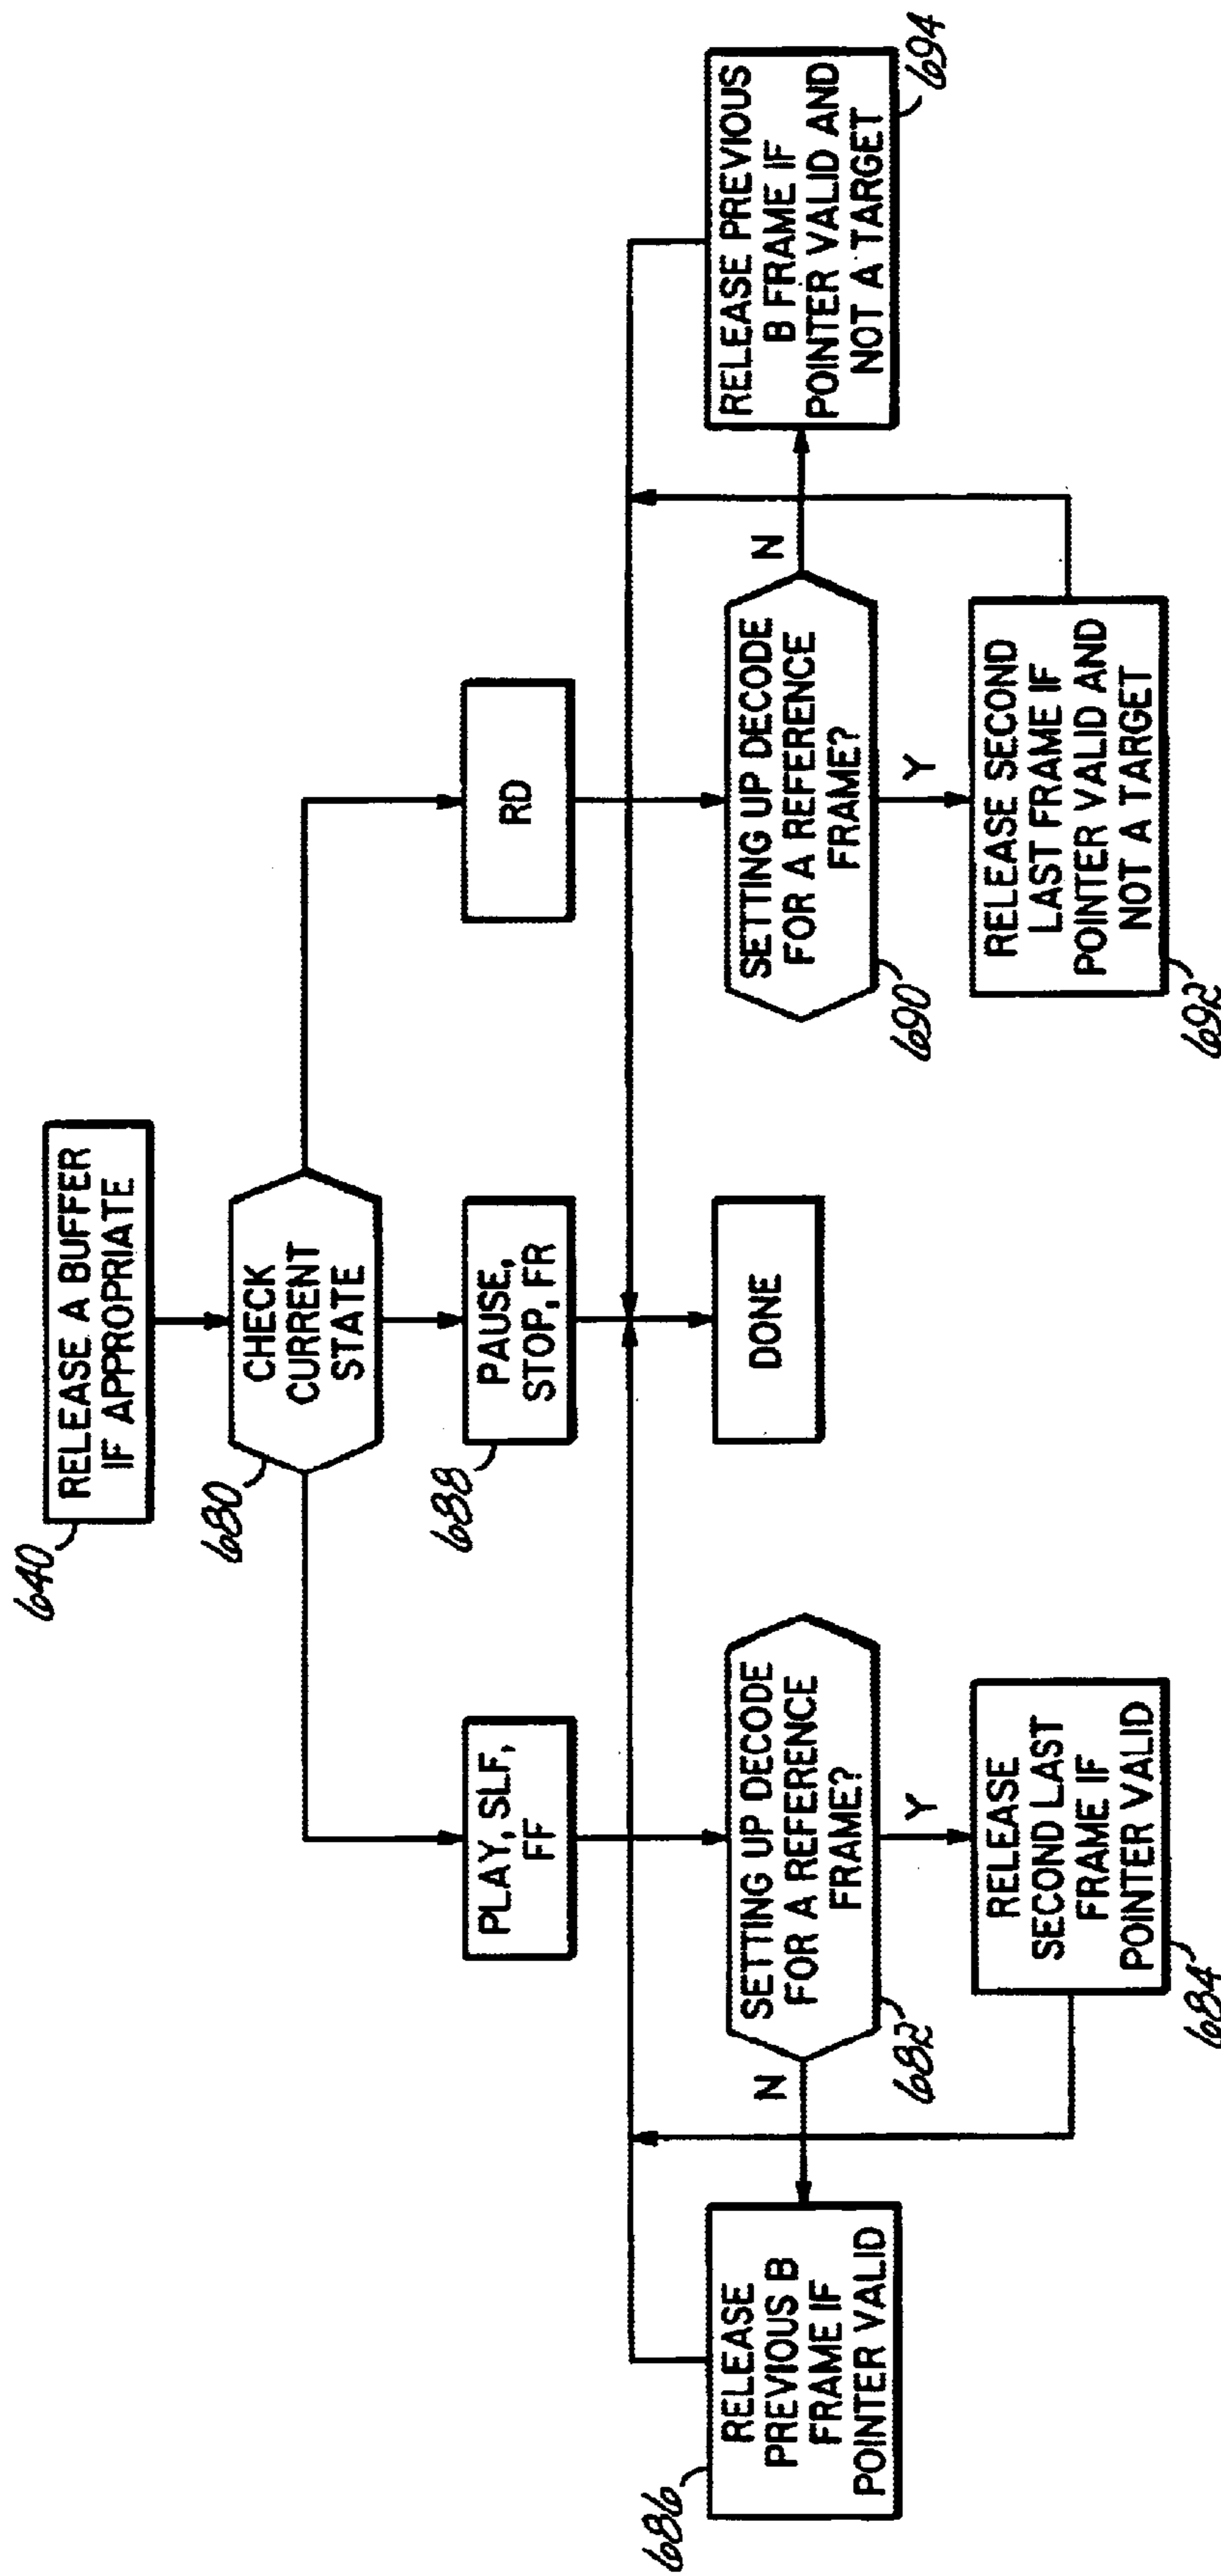 640
RELEASE A BUFFER
IF APPROPRIATE
680
CHECK
CURRENT
STATE
PLAY, SLF,
FF
688
PAUSE,
STOP, FR
RD
686
RELEASE
PREVIOUS B
FRAME IF
POINTER VALID
N
682
SETTING UP DECODE
FOR A REFERENCE
FRAME?
Y
684
RELEASE
SECOND LAST
FRAME IF
POINTER VALID
DONE
690
SETTING UP DECODE
FOR A REFERENCE
FRAME?
N
Y
692
RELEASE SECOND
LAST FRAME IF
POINTER VALID AND
NOT A TARGET
RELEASE PREVIOUS
B FRAME IF
POINTER VALID AND
NOT A TARGET
694